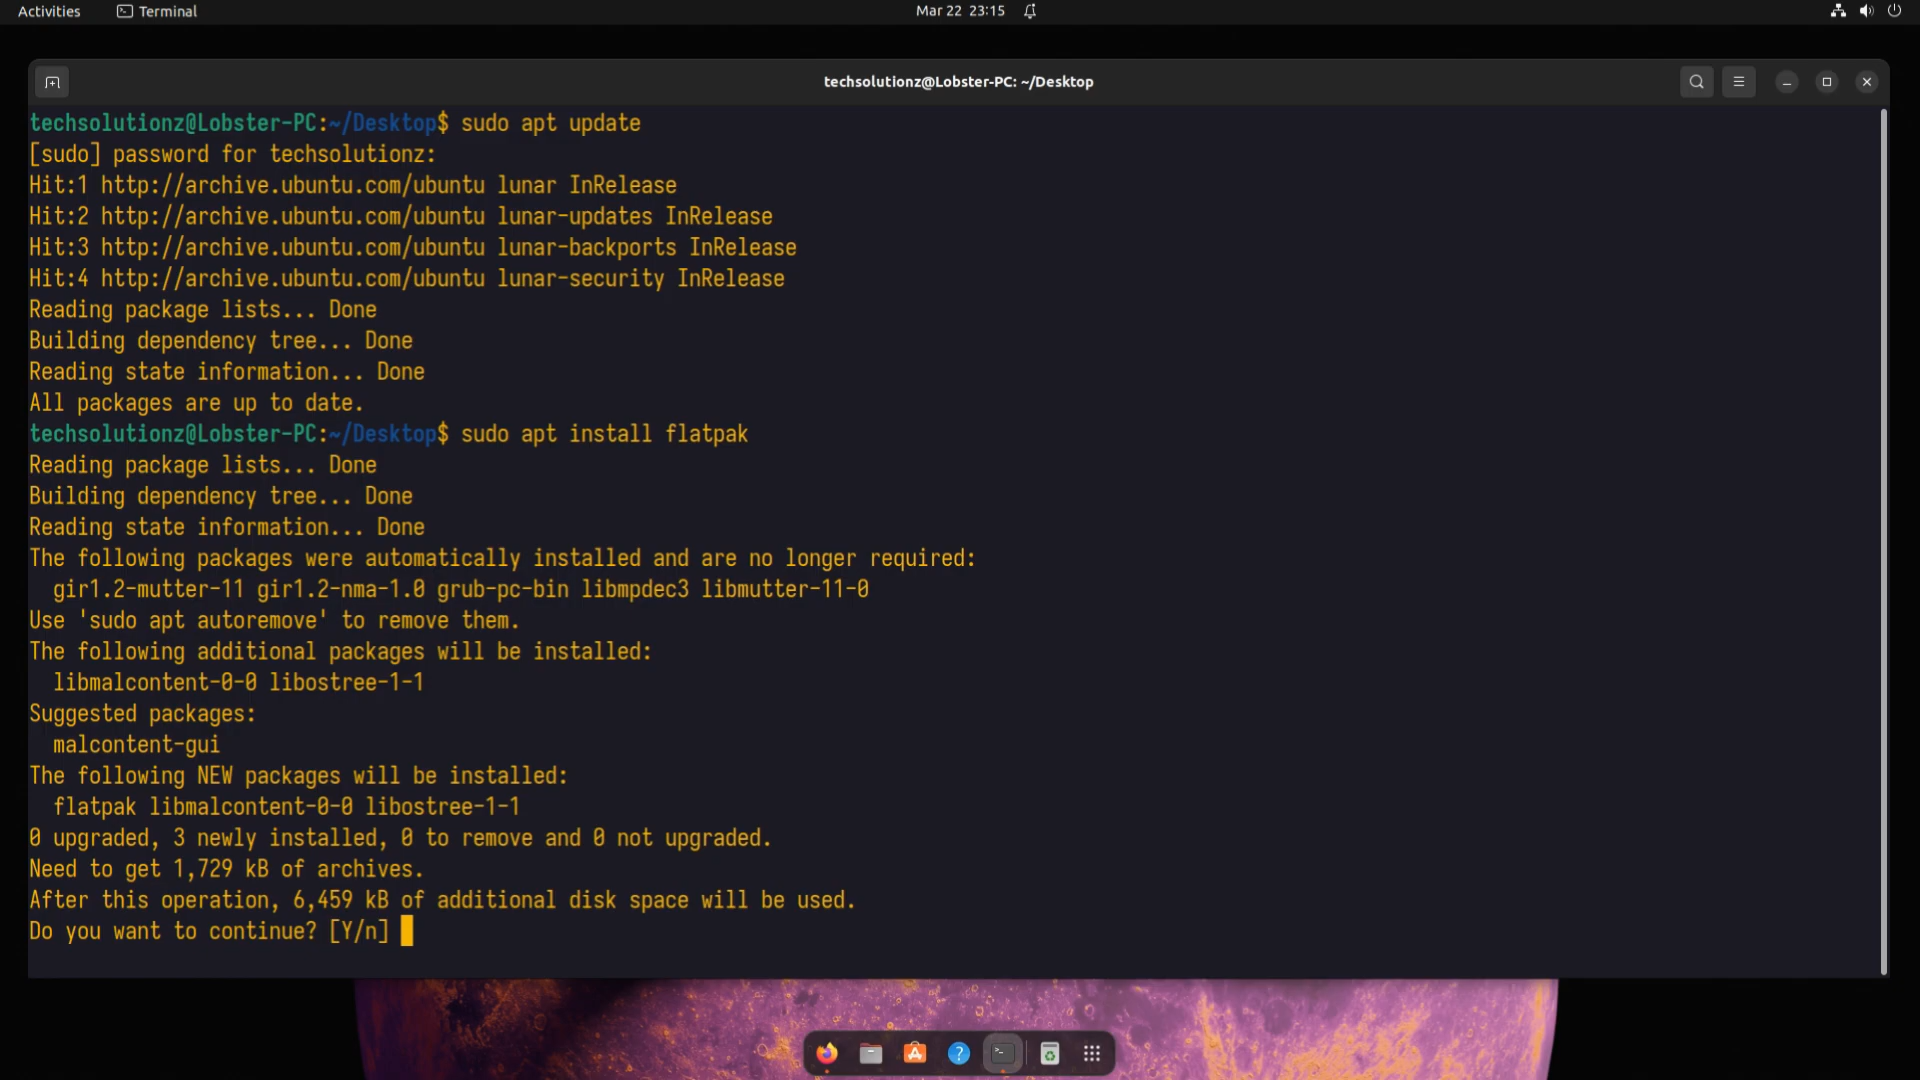 Activities Terminal Mar 22 23:15
techsolutionz@Lobster-PC: ~/Desktop
techsolutionz@Lobster-PC:~/Desktop$ sudo apt update
[sudo] password for techsolutionz:
Hit:1 http://archive.ubuntu.com/ubuntu lunar InRelease
Hit:2 http://archive.ubuntu.com/ubuntu lunar-updates InRelease
Hit:3 http://archive.ubuntu.com/ubuntu lunar-backports InRelease
Hit:4 http://archive.ubuntu.com/ubuntu lunar-security InRelease
Reading package lists... Done
Building dependency tree... Done
Reading state information... Done
All packages are up to date.
techsolutionz@Lobster-PC:~/Desktop$ sudo apt install flatpak
Reading package lists... Done
Building dependency tree... Done
Reading state information... Done
The following packages were automatically installed and are no longer required:
  gir1.2-mutter-11 gir1.2-nma-1.0 grub-pc-bin libmpdec3 libmutter-11-0
Use 'sudo apt autoremove' to remove them.
The following additional packages will be installed:
  libmalcontent-0-0 libostree-1-1
Suggested packages:
  malcontent-gui
The following NEW packages will be installed:
  flatpak libmalcontent-0-0 libostree-1-1
0 upgraded, 3 newly installed, 0 to remove and 0 not upgraded.
Need to get 1,729 kB of archives.
After this operation, 6,459 kB of additional disk space will be used.
Do you want to continue? [Y/n]